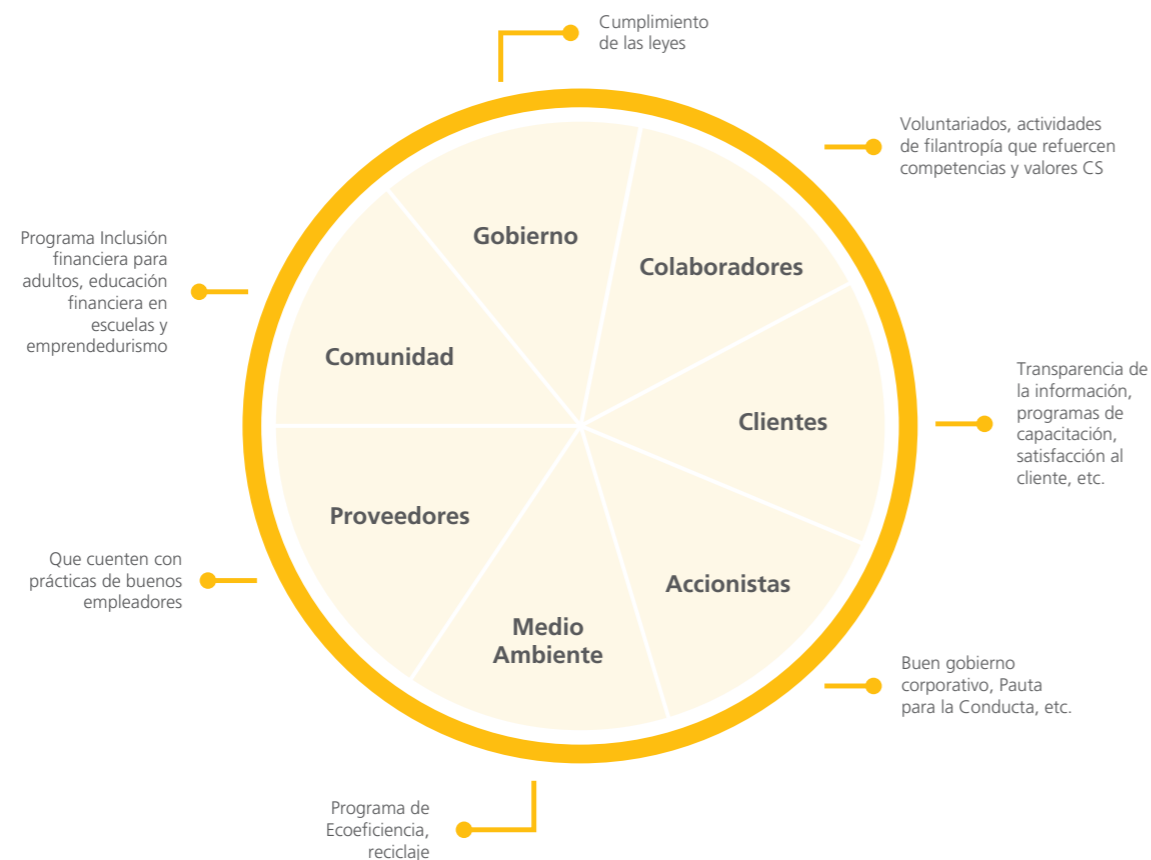 Cumplimiento
de las leyes
Voluntariados, actividades
de filantropía que refuercen
competencias y valores CS
Gobierno
Colaboradores
Programa Inclusión
financiera para
adultos, educación
financiera en
escuelas y
emprendedurismo
Comunidad
Clientes
Transparencia de
la información,
programas de
capacitación,
satisfacción al
cliente, etc.
Proveedores
Que cuenten con
prácticas de buenos
empleadores
Accionistas
Medio
Ambiente
Buen gobierno
corporativo, Pauta
para la Conducta, etc.
Programa de
Ecoeficiencia,
reciclaje